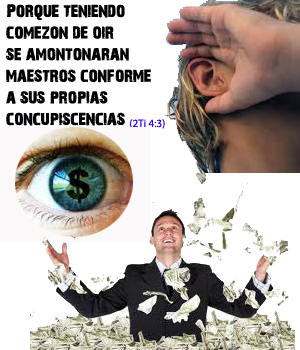 PORQUE TENIENDO
COMEZON DE OIR
SE AMONTONARAN
MAESTROS CONFORME
A SUS PROPIAS
CONCUPISCENCIAS (2Ti 4:3)
$